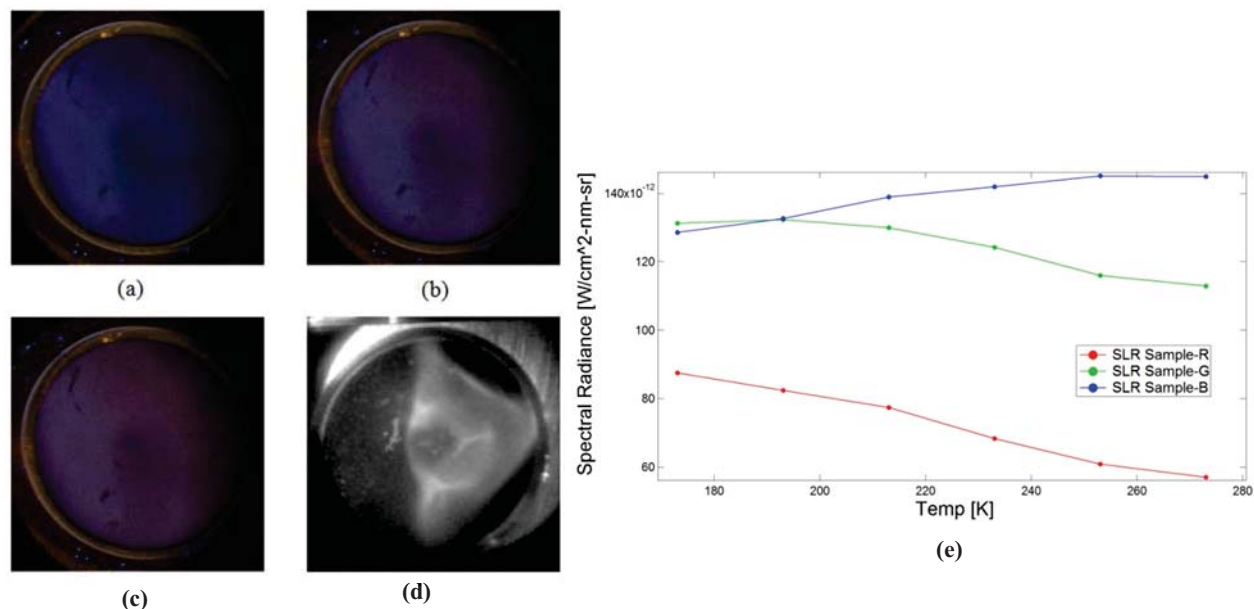 (a)
(b)
(c)
(d)
Spectral Radiance [W/cm^2-nm-sr]
140x10-12
120
100
80
60
SLR Sample-R
SLR Sample-G
SLR Sample-B
180
200
220
240
260
280
Temp [K]
(e)